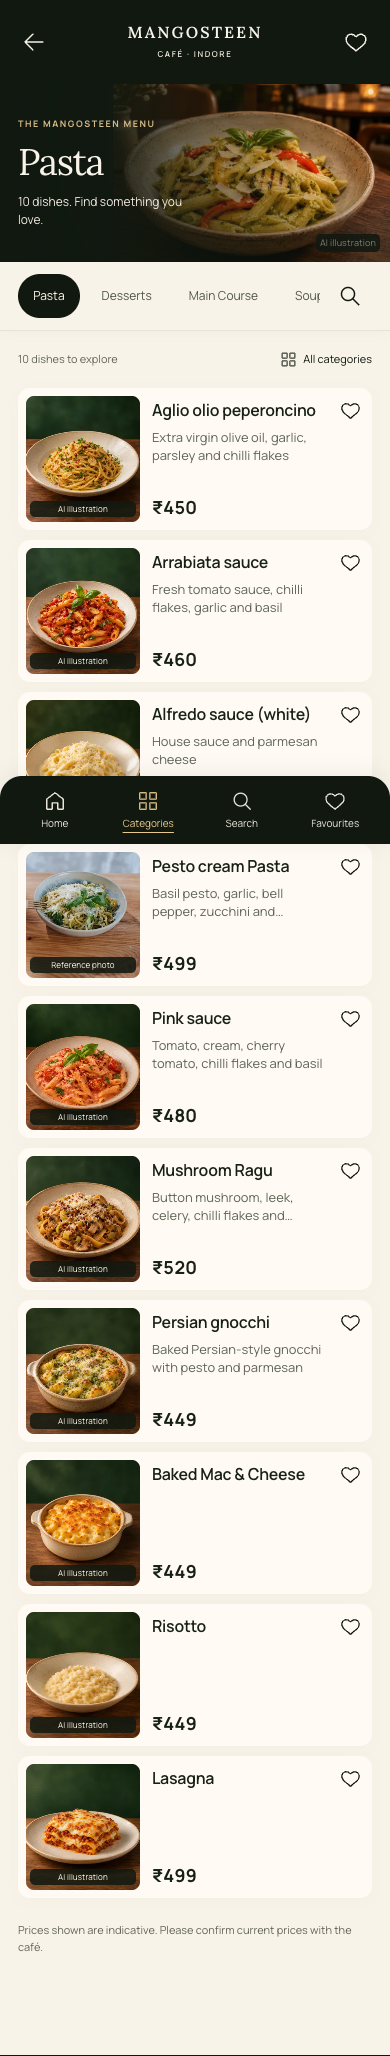 MANGOSTEEN
CAFÉ · INDORE
THE MANGOSTEEN MENU
Pasta
10 dishes. Find something you
love.
AI illustration
Pasta
Desserts
Main Course
Soup
10 dishes to explore
All categories
Aglio olio peperoncino
Extra virgin olive oil, garlic,
parsley and chilli flakes
AI illustration
₹450
Arrabiata sauce
Fresh tomato sauce, chilli
flakes, garlic and basil
AI illustration
₹460
Alfredo sauce (white)
House sauce and parmesan
cheese
Home
Categories
Search
Favourites
Pesto cream Pasta
Basil pesto, garlic, bell
pepper, zucchini and...
Reference photo
₹499
Pink sauce
Tomato, cream, cherry
tomato, chilli flakes and basil
AI illustration
₹480
Mushroom Ragu
Button mushroom, leek,
celery, chilli flakes and...
AI illustration
₹520
Persian gnocchi
Baked Persian-style gnocchi
with pesto and parmesan
AI illustration
₹449
Baked Mac & Cheese
AI illustration
₹449
Risotto
AI illustration
₹449
Lasagna
AI illustration
₹499
Prices shown are indicative. Please confirm current prices with the
café.